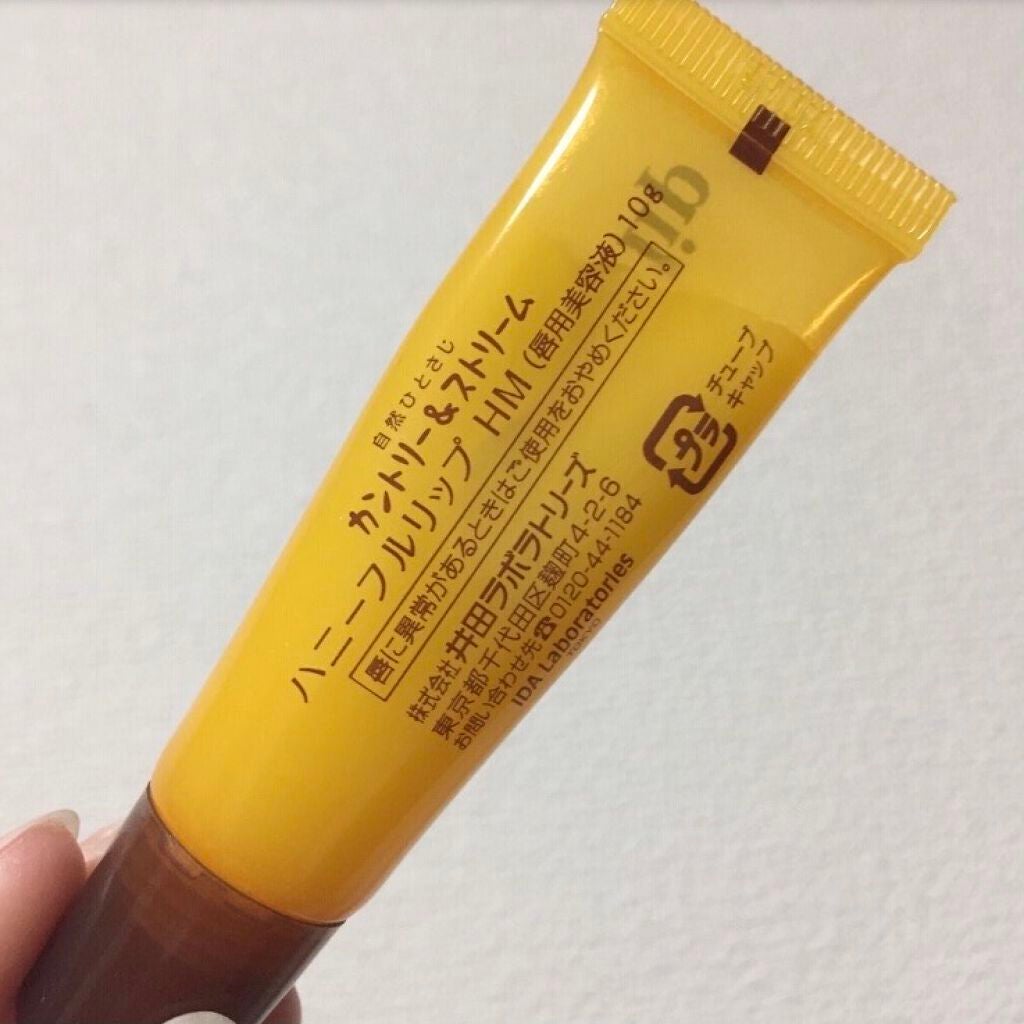 自然ひとさじ
カントリー&ストリーム
ハニーフルリップ HM (唇用美容液) 10g
唇に異常があるときはご使用をおやめください。
株式会社 井田ラボラトリーズ
東京都千代田区麹町4-2-6
お問い合わせ先☎0120-44-1184
IDA Laboratories
TOKYO
プラ
チューブ
キャップ